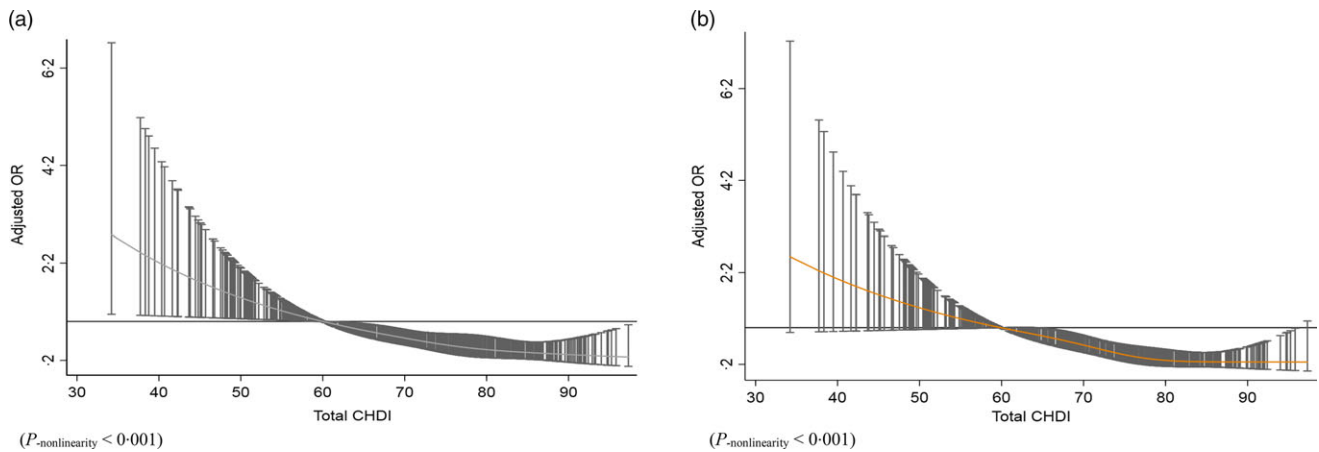 (a)
Adjusted OR
6·2
4·2
2·2
·2
30 40 50 60 70 80 90
Total CHDI
(P-nonlinearity < 0·001)
(b)
Adjusted OR
6·2
4·2
2·2
·2
30 40 50 60 70 80 90
Total CHDI
(P-nonlinearity < 0·001)